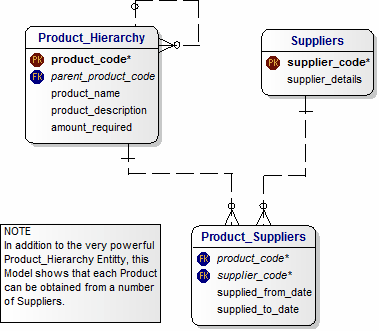 Product_Hierarchy
PK product_code*
FK parent_product_code
product_name
product_description
amount_required
Suppliers
PK supplier_code*
supplier_details
Product_Suppliers
FK product_code*
FK supplier_code*
supplied_from_date
supplied_to_date
NOTE
In addition to the very powerful
Product_Hierarchy Entitty, this
Model shows that each Product
can be obtained from a number
of Suppliers.